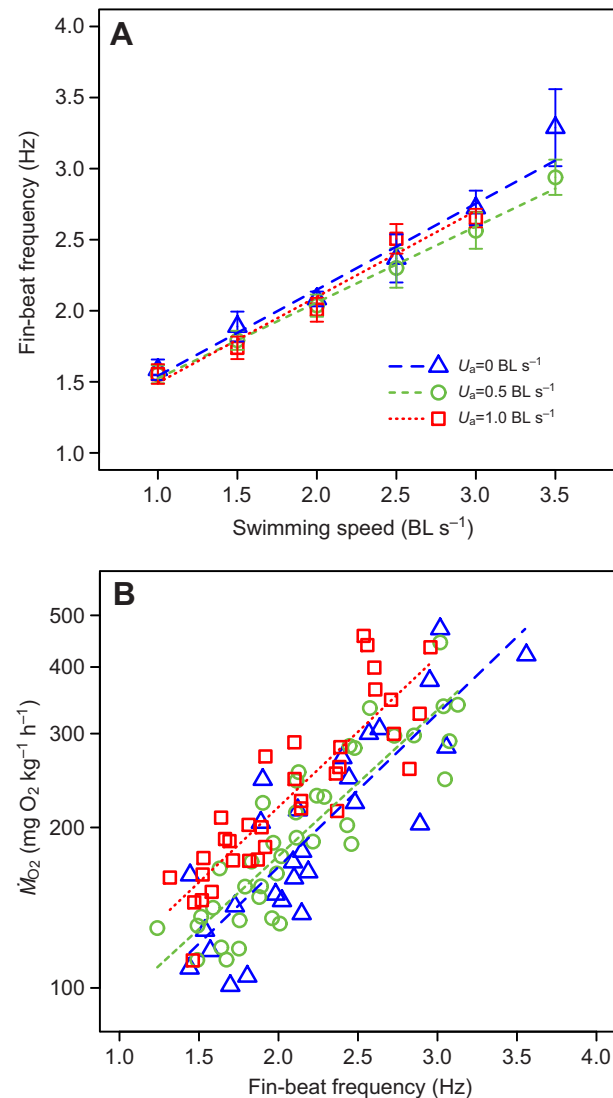 A
4.0
3.5
3.0
2.5
2.0
1.5
1.0
Fin-beat frequency (Hz)
Uₐ=0 BL s⁻¹
Uₐ=0.5 BL s⁻¹
Uₐ=1.0 BL s⁻¹
1.0 1.5 2.0 2.5 3.0 3.5
Swimming speed (BL s⁻¹)
B
500
400
300
200
100
Ṁ_O₂ (mg O₂ kg⁻¹ h⁻¹)
1.0 1.5 2.0 2.5 3.0 3.5 4.0
Fin-beat frequency (Hz)